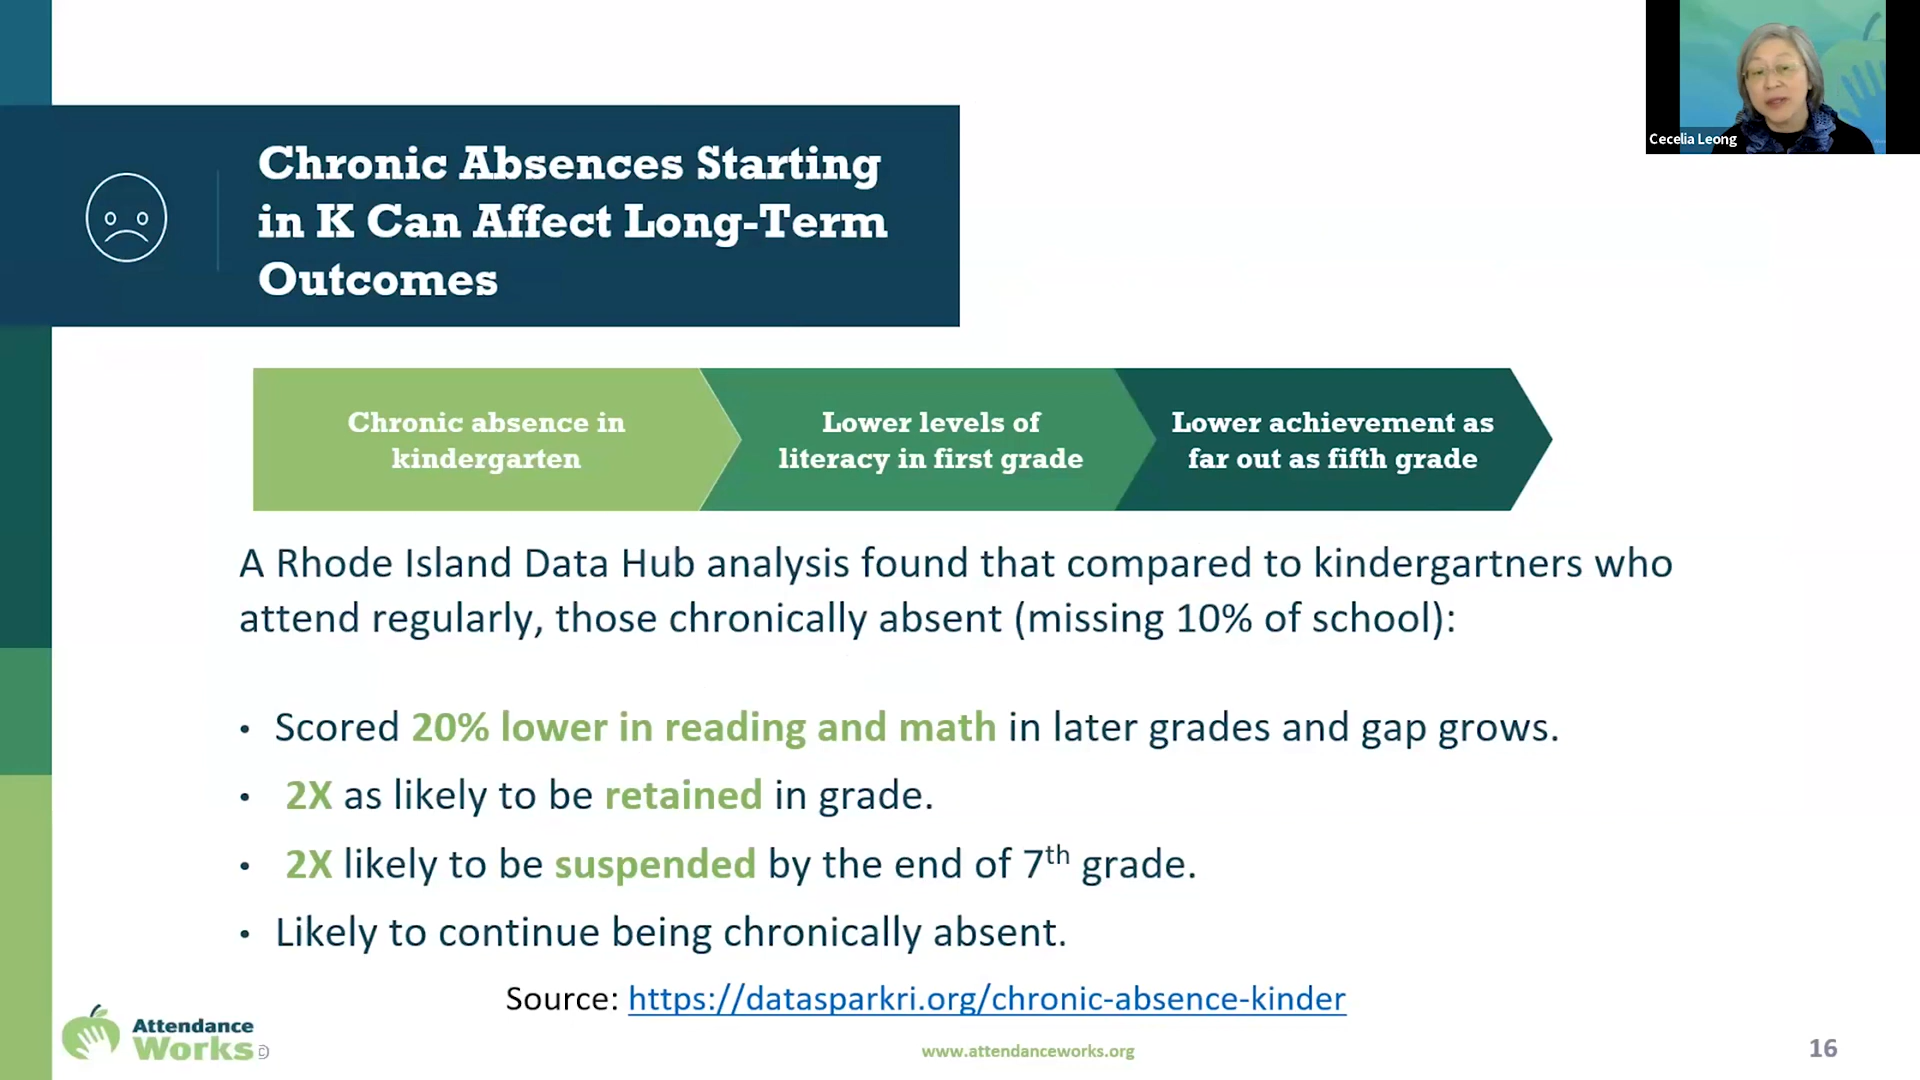 Cecelia Leong
Chronic Absences Starting
in K Can Affect Long-Term
Outcomes
Chronic absence in
kindergarten
Lower levels of
literacy in first grade
Lower achievement as
far out as fifth grade
A Rhode Island Data Hub analysis found that compared to kindergartners who
attend regularly, those chronically absent (missing 10% of school):
• Scored 20% lower in reading and math in later grades and gap grows.
• 2X as likely to be retained in grade.
• 2X likely to be suspended by the end of 7th grade.
• Likely to continue being chronically absent.
Source: https://datasparkri.org/chronic-absence-kinder
Attendance
Works©
www.attendanceworks.org
16